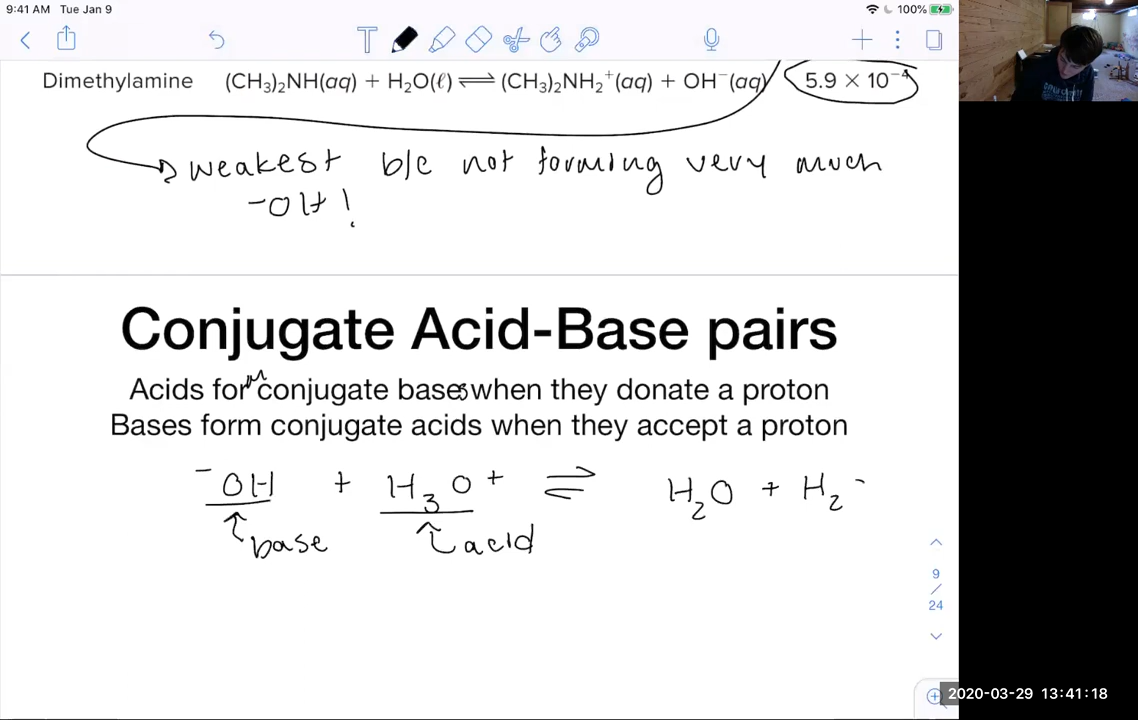 9:41 AM Tue Jan 9
100%
Dimethylamine (CH₃)₂NH(aq) + H₂O(ℓ) ⇌ (CH₃)₂NH₂⁺(aq) + OH⁻(aq) 5.9 × 10⁻⁴
weakest b/c not forming very much
-OH!
Conjugate Acid-Base pairs
Acids form conjugate bases when they donate a proton
Bases form conjugate acids when they accept a proton
⁻OH + H₃O⁺ ⇌ H₂O + H₂
base acid
9
/
24
2020-03-29 13:41:18